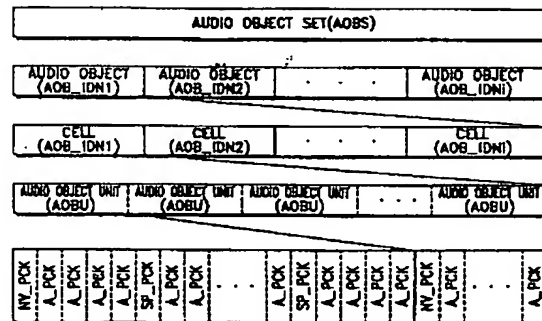 AUDIO OBJECT SET(AOBS)
AUDIO OBJECT (AOB_IDN1) AUDIO OBJECT (AOB_IDN2) . . . AUDIO OBJECT (AOB_IDNi)
CELL (AOB_IDN1) CELL (AOB_IDN2) . . . CELL (AOB_IDNi)
AUDIO OBJECT UNIT (AOBU) AUDIO OBJECT UNIT (AOBU) AUDIO OBJECT UNIT (AOBU) . . . . AUDIO OBJECT UNIT (AOBU)
NV_PCK A_PCK A_PCK A_PCK A_PCK SP_PCK A_PCK A_PCK . . . A_PCK SP_PCK A_PCK A_PCK A_PCK A_PCK NV_PCK A_PCK . . . A_PCK